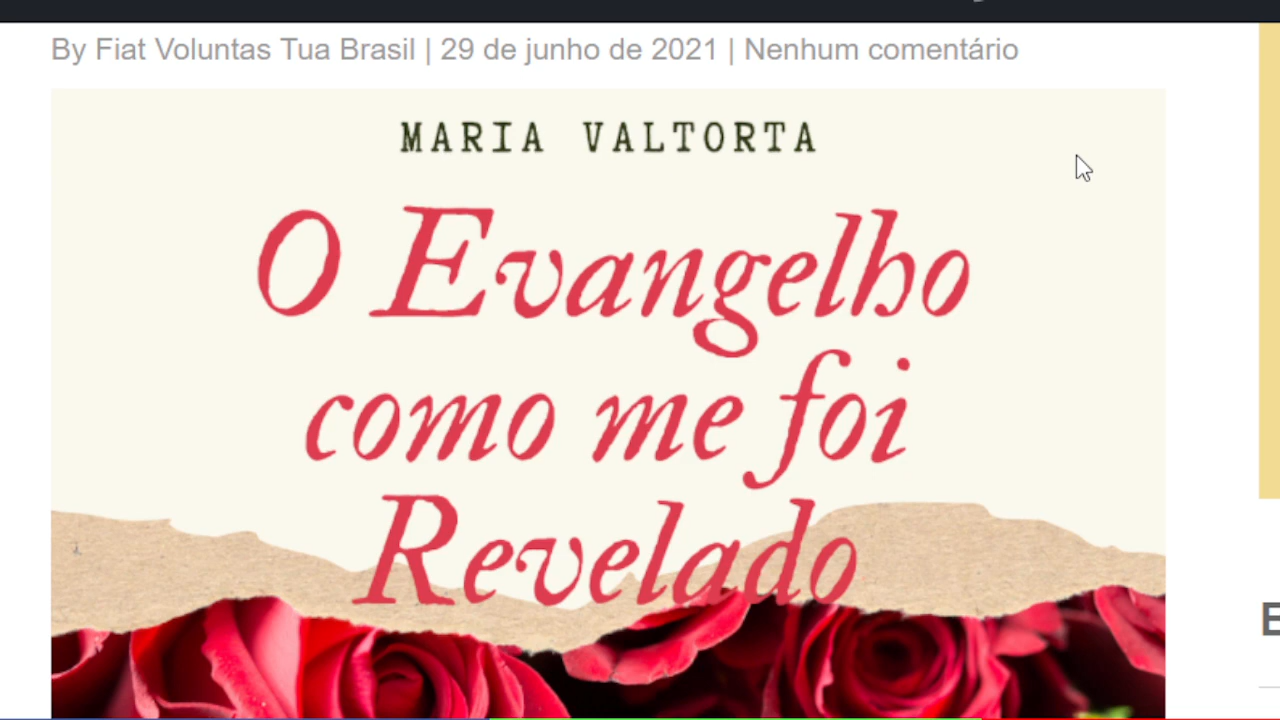 By Fiat Voluntas Tua Brasil | 29 de junho de 2021 | Nenhum comentário
MARIA VALTORTA
O Evangelho
como me foi
Revelado